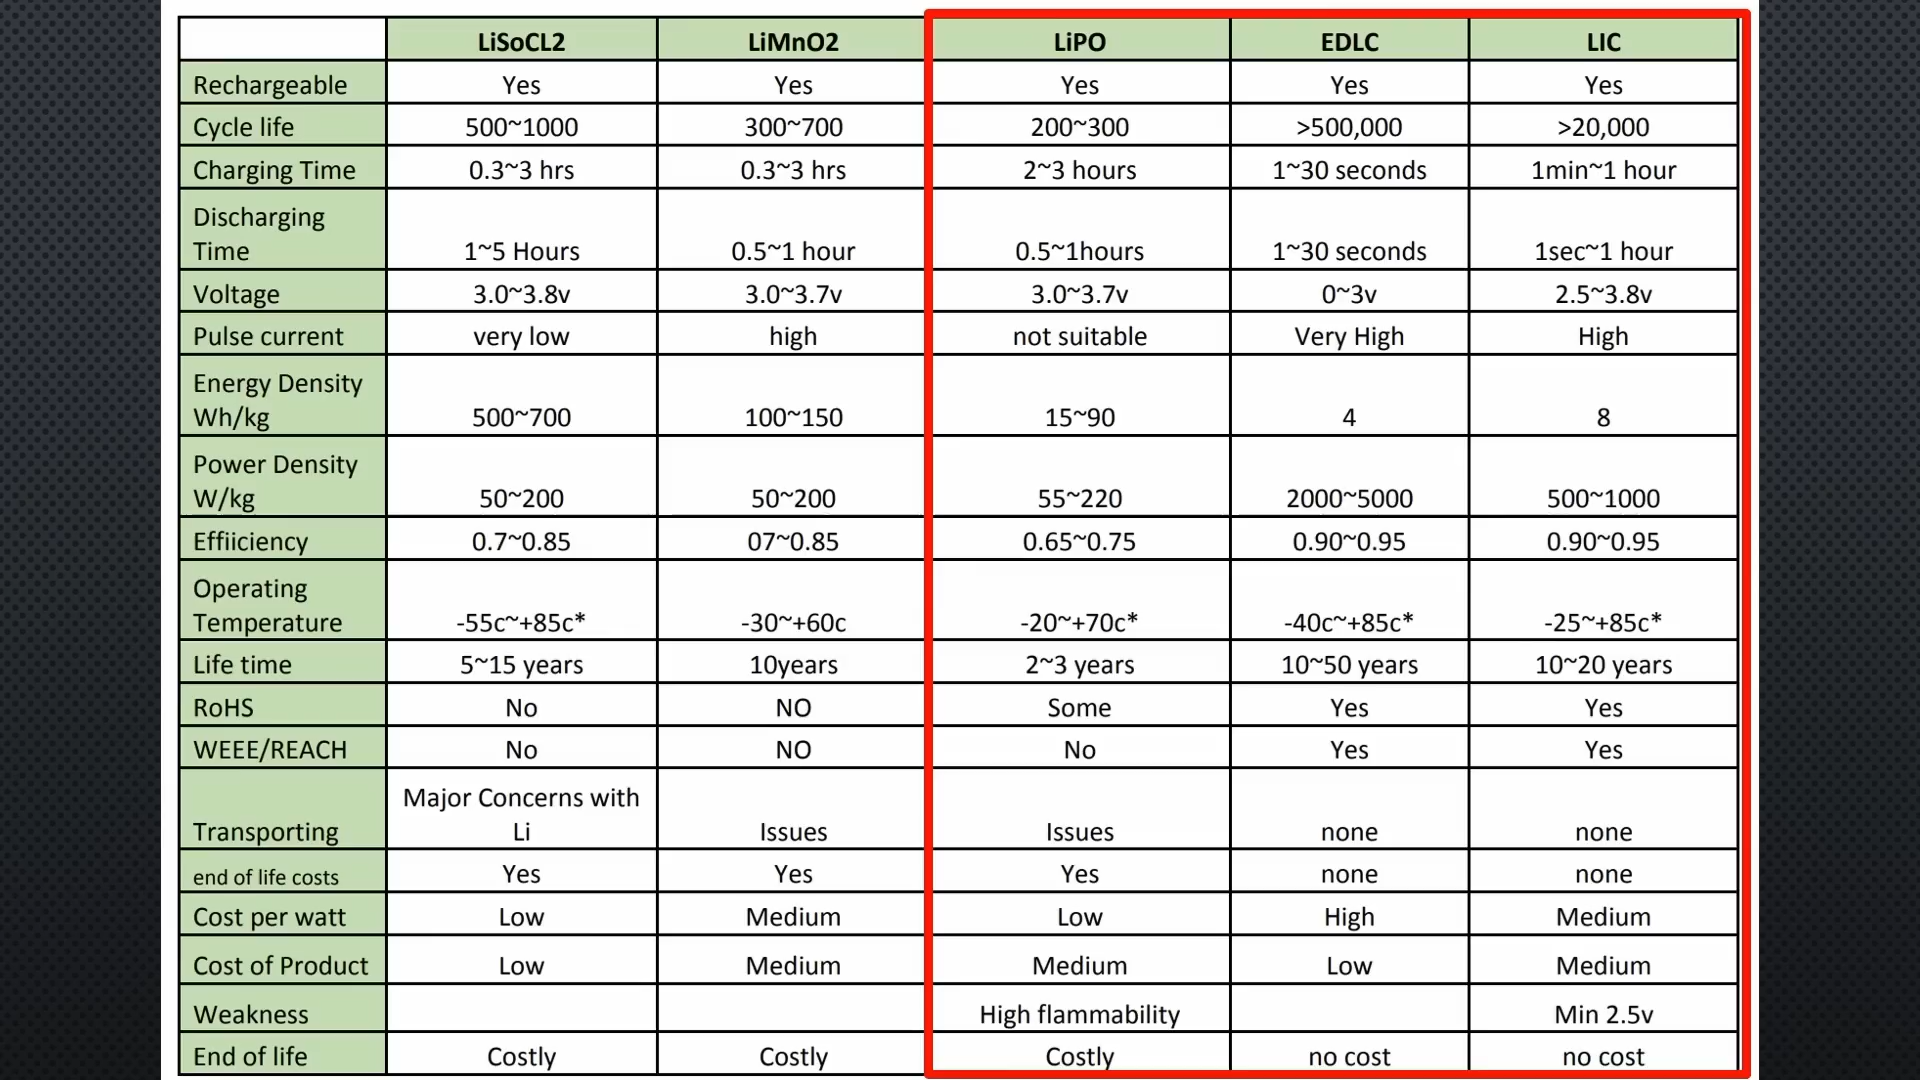 LiSoCL2 LiMnO2 LiPO EDLC LIC
Rechargeable Yes Yes Yes Yes Yes
Cycle life 500~1000 300~700 200~300 >500,000 >20,000
Charging Time 0.3~3 hrs 0.3~3 hrs 2~3 hours 1~30 seconds 1min~1 hour
Discharging
Time 1~5 Hours 0.5~1 hour 0.5~1hours 1~30 seconds 1sec~1 hour
Voltage 3.0~3.8v 3.0~3.7v 3.0~3.7v 0~3v 2.5~3.8v
Pulse current very low high not suitable Very High High
Energy Density
Wh/kg 500~700 100~150 15~90 4 8
Power Density
W/kg 50~200 50~200 55~220 2000~5000 500~1000
Effiiciency 0.7~0.85 07~0.85 0.65~0.75 0.90~0.95 0.90~0.95
Operating
Temperature -55c~+85c* -30~+60c -20~+70c* -40c~+85c* -25~+85c*
Life time 5~15 years 10years 2~3 years 10~50 years 10~20 years
RoHS No NO Some Yes Yes
WEEE/REACH No NO No Yes Yes
Major Concerns with
Transporting Li Issues Issues none none
end of life costs Yes Yes Yes none none
Cost per watt Low Medium Low High Medium
Cost of Product Low Medium Medium Low Medium
Weakness High flammability Min 2.5v
End of life Costly Costly Costly no cost no cost